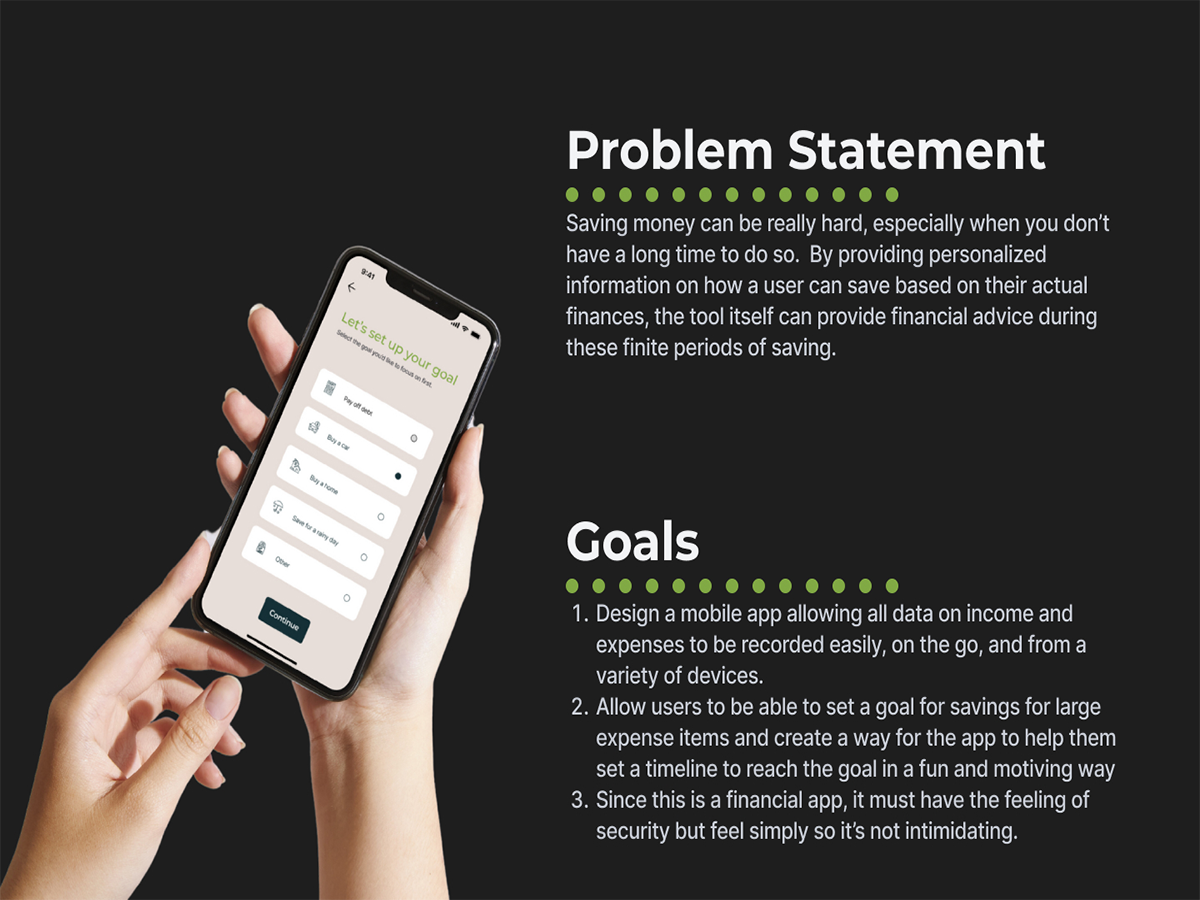 Problem Statement
Saving money can be really hard, especially when you don’t
have a long time to do so.  By providing personalized
information on how a user can save based on their actual
finances, the tool itself can provide financial advice during
these finite periods of saving.
9:41
Let's set up your goal
Select the goal you'd like to focus on first.
Pay off debt
Buy a car
Buy a home
Save for a rainy day
Other
Continue
Goals
1. Design a mobile app allowing all data on income and
expenses to be recorded easily, on the go, and from a
variety of devices.
2. Allow users to be able to set a goal for savings for large
expense items and create a way for the app to help them
set a timeline to reach the goal in a fun and motiving way
3. Since this is a financial app, it must have the feeling of
security but feel simply so it’s not intimidating.